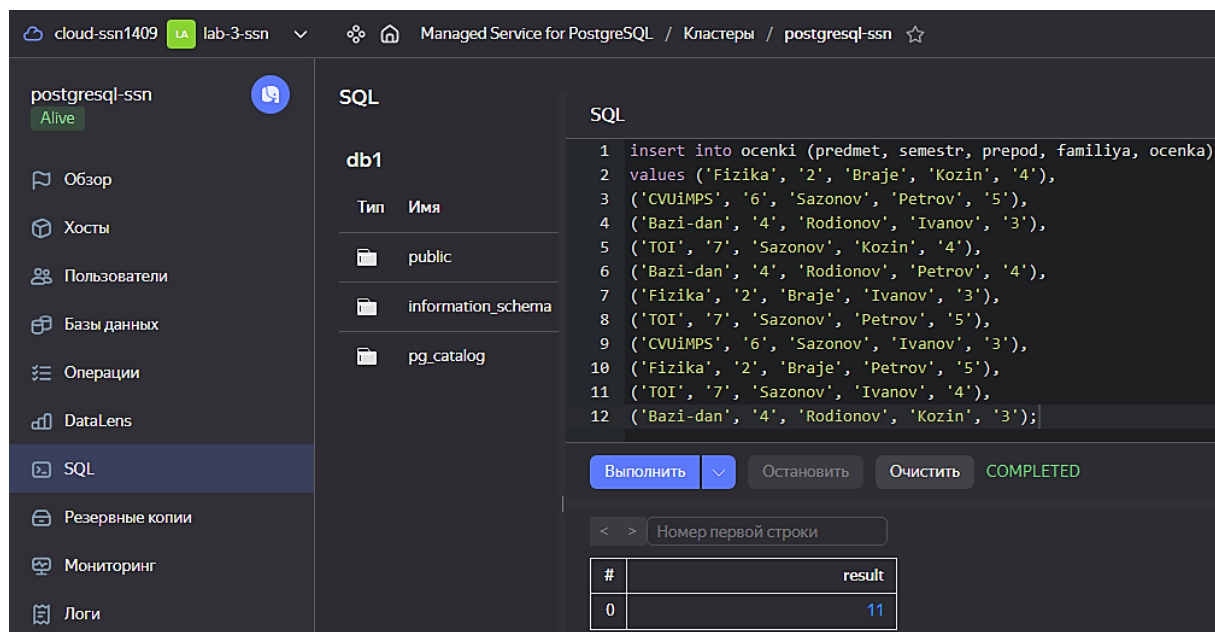 cloud-ssn1409 LA lab-3-ssn Managed Service for PostgreSQL / Кластеры / postgresql-ssn
postgresql-ssn
Alive
Обзор
Хосты
Пользователи
Базы данных
Операции
DataLens
SQL
Резервные копии
Мониторинг
Логи
SQL
db1
Тип Имя
public
information_schema
pg_catalog
SQL
1 insert into ocenki (predmet, semestr, prepod, familiya, ocenka)
2 values ('Fizika', '2', 'Braje', 'Kozin', '4'),
3 ('CVUiMPS', '6', 'Sazonov', 'Petrov', '5'),
4 ('Bazi-dan', '4', 'Rodionov', 'Ivanov', '3'),
5 ('TOI', '7', 'Sazonov', 'Kozin', '4'),
6 ('Bazi-dan', '4', 'Rodionov', 'Petrov', '4'),
7 ('Fizika', '2', 'Braje', 'Ivanov', '3'),
8 ('TOI', '7', 'Sazonov', 'Petrov', '5'),
9 ('CVUiMPS', '6', 'Sazonov', 'Ivanov', '3'),
10 ('Fizika', '2', 'Braje', 'Petrov', '5'),
11 ('TOI', '7', 'Sazonov', 'Ivanov', '4'),
12 ('Bazi-dan', '4', 'Rodionov', 'Kozin', '3');
Выполнить Остановить Очистить COMPLETED
< > Номер первой строки
# result
0 11